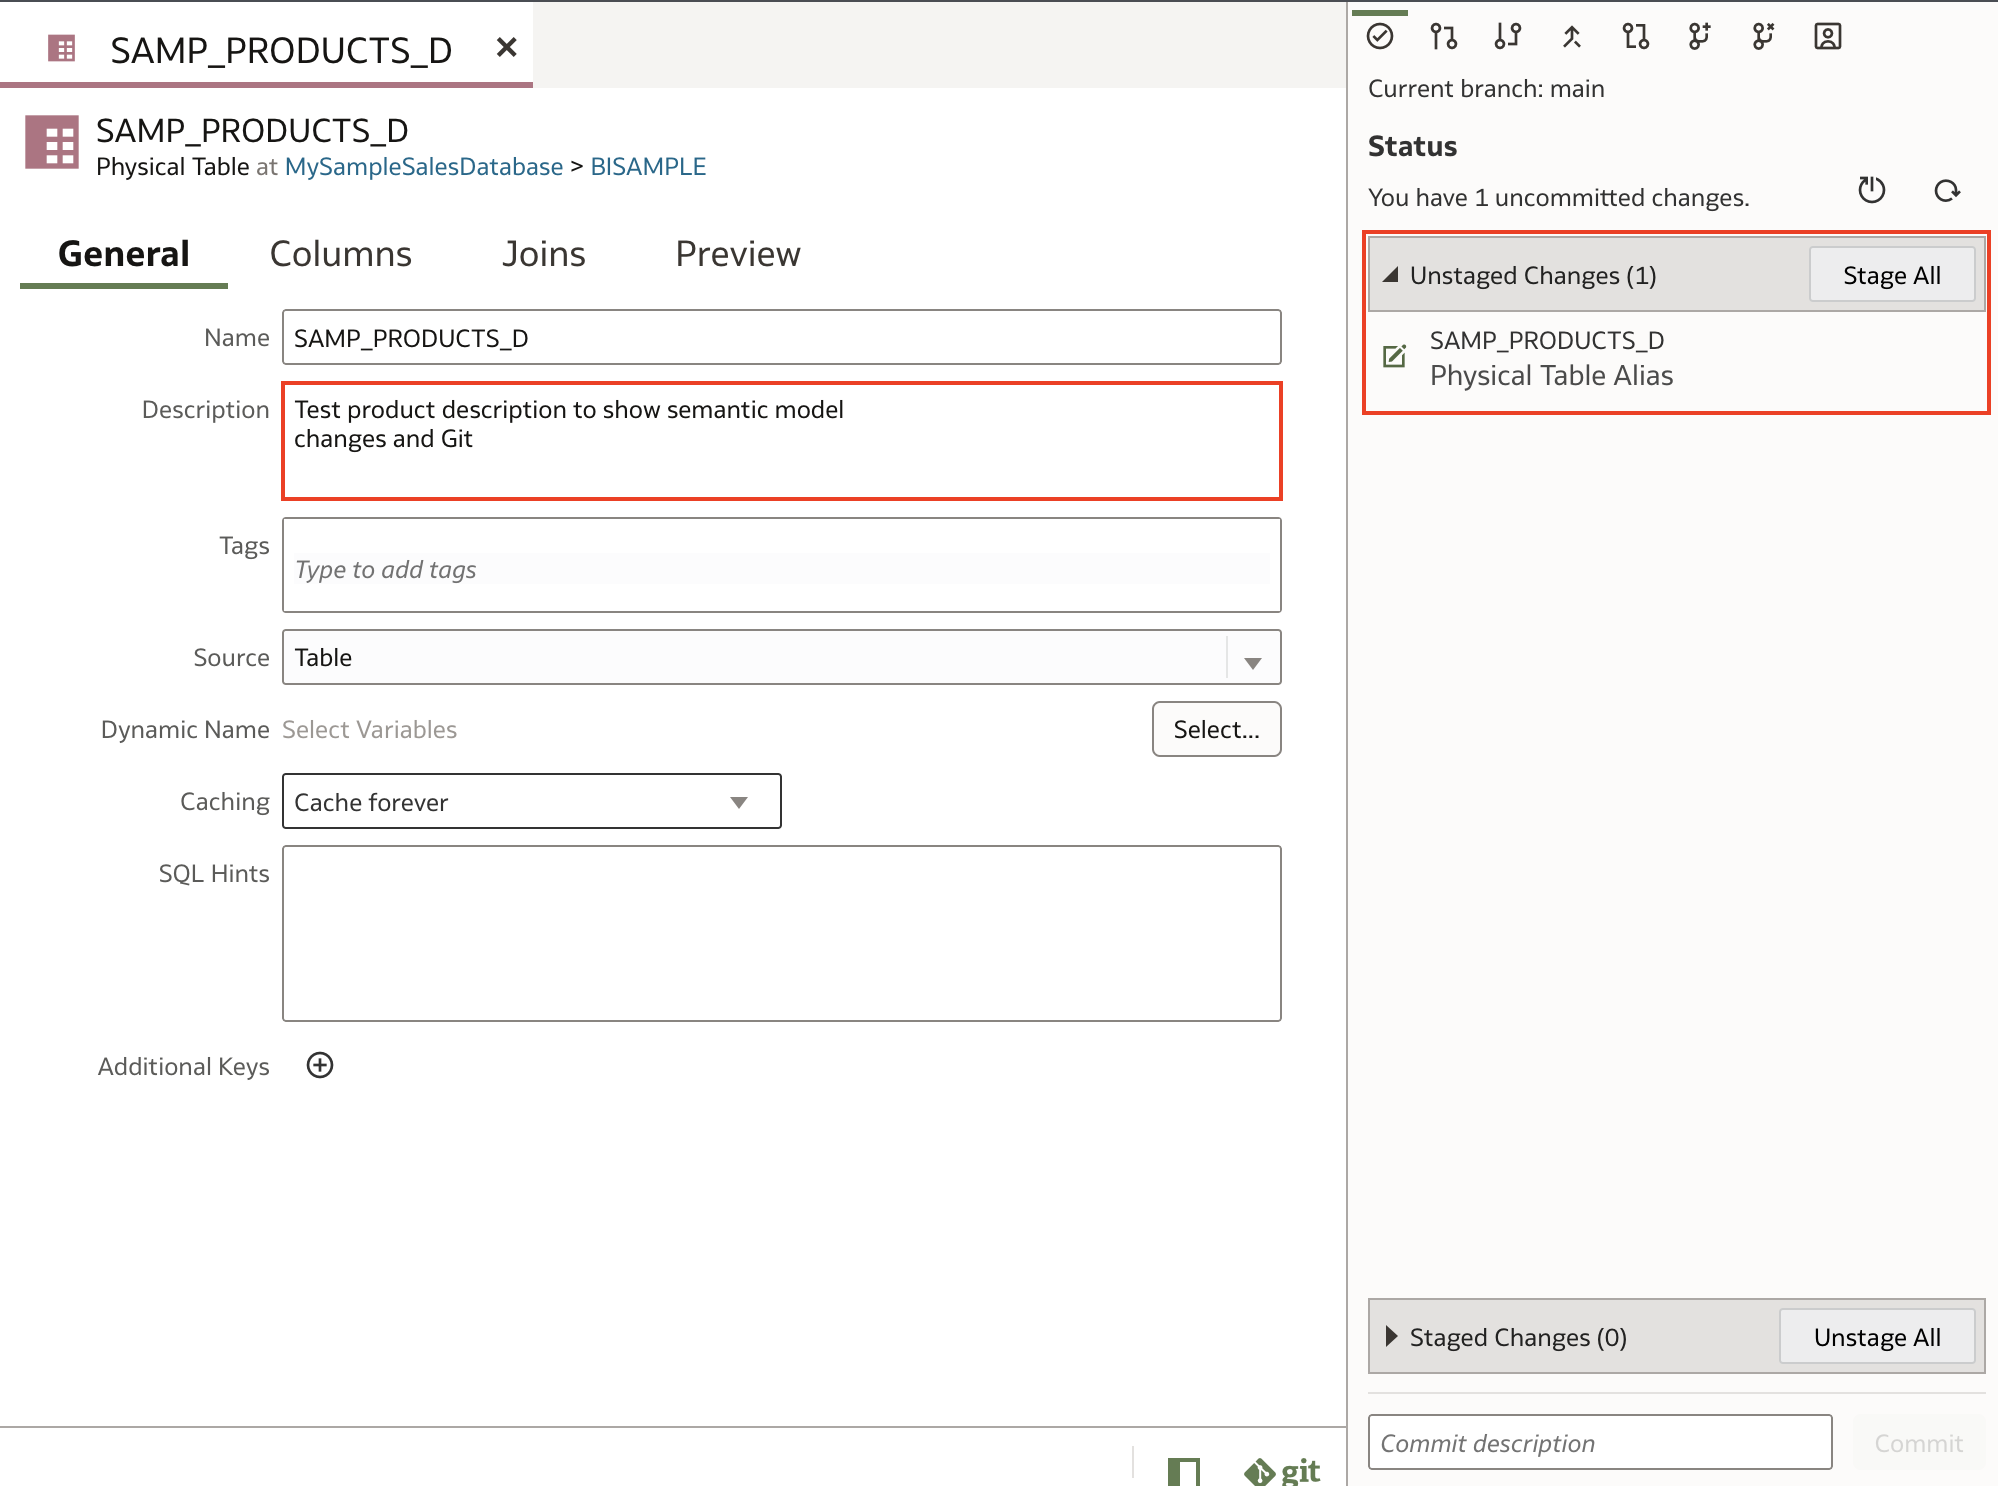 SAMP_PRODUCTS_D
SAMP_PRODUCTS_D
Physical Table at MySampleSalesDatabase > BISAMPLE
General Columns Joins Preview
Name SAMP_PRODUCTS_D
Description Test product description to show semantic model
changes and Git
Tags
Type to add tags
Source Table
Dynamic Name Select Variables Select...
Caching Cache forever
SQL Hints
Additional Keys
git
Current branch: main
Status
You have 1 uncommitted changes.
Unstaged Changes (1) Stage All
SAMP_PRODUCTS_D
Physical Table Alias
Staged Changes (0) Unstage All
Commit description Commit